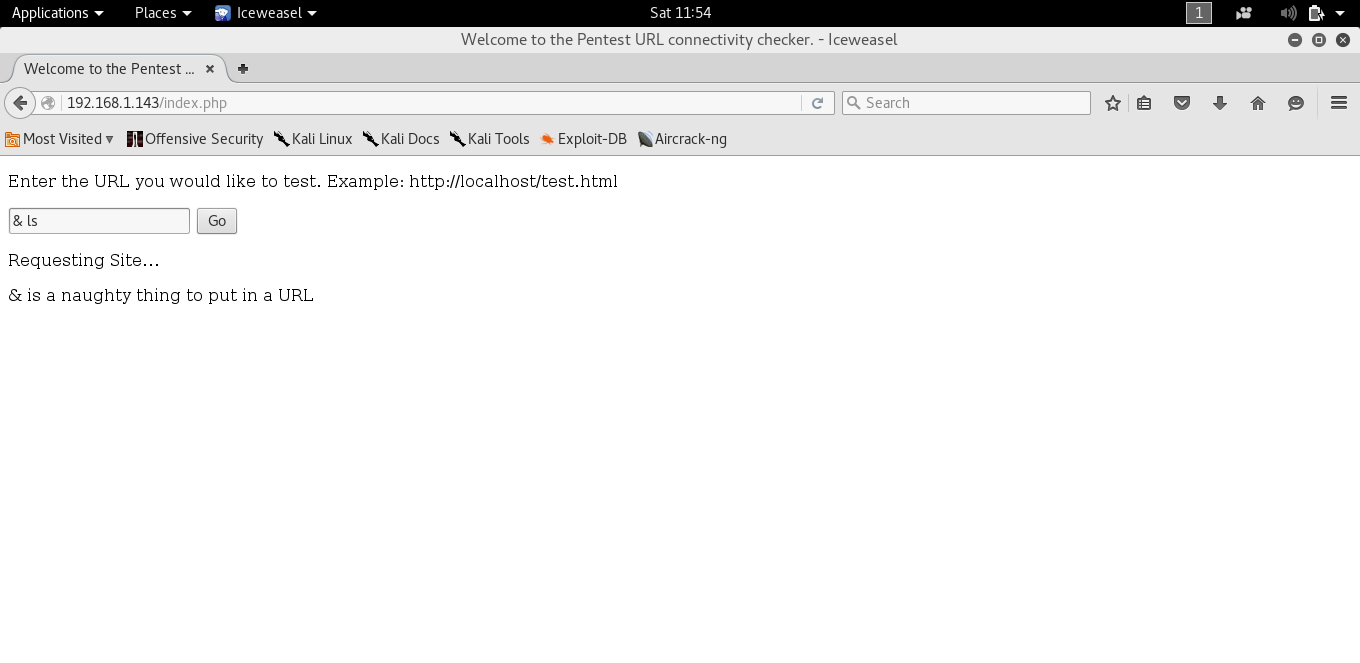 Applications Places Iceweasel Sat 11:54 1
Welcome to the Pentest URL connectivity checker. - Iceweasel
Welcome to the Pentest ...
192.168.1.143/index.php Search
Most Visited Offensive Security Kali Linux Kali Docs Kali Tools Exploit-DB Aircrack-ng
Enter the URL you would like to test. Example: http://localhost/test.html
& ls Go
Requesting Site...
& is a naughty thing to put in a URL